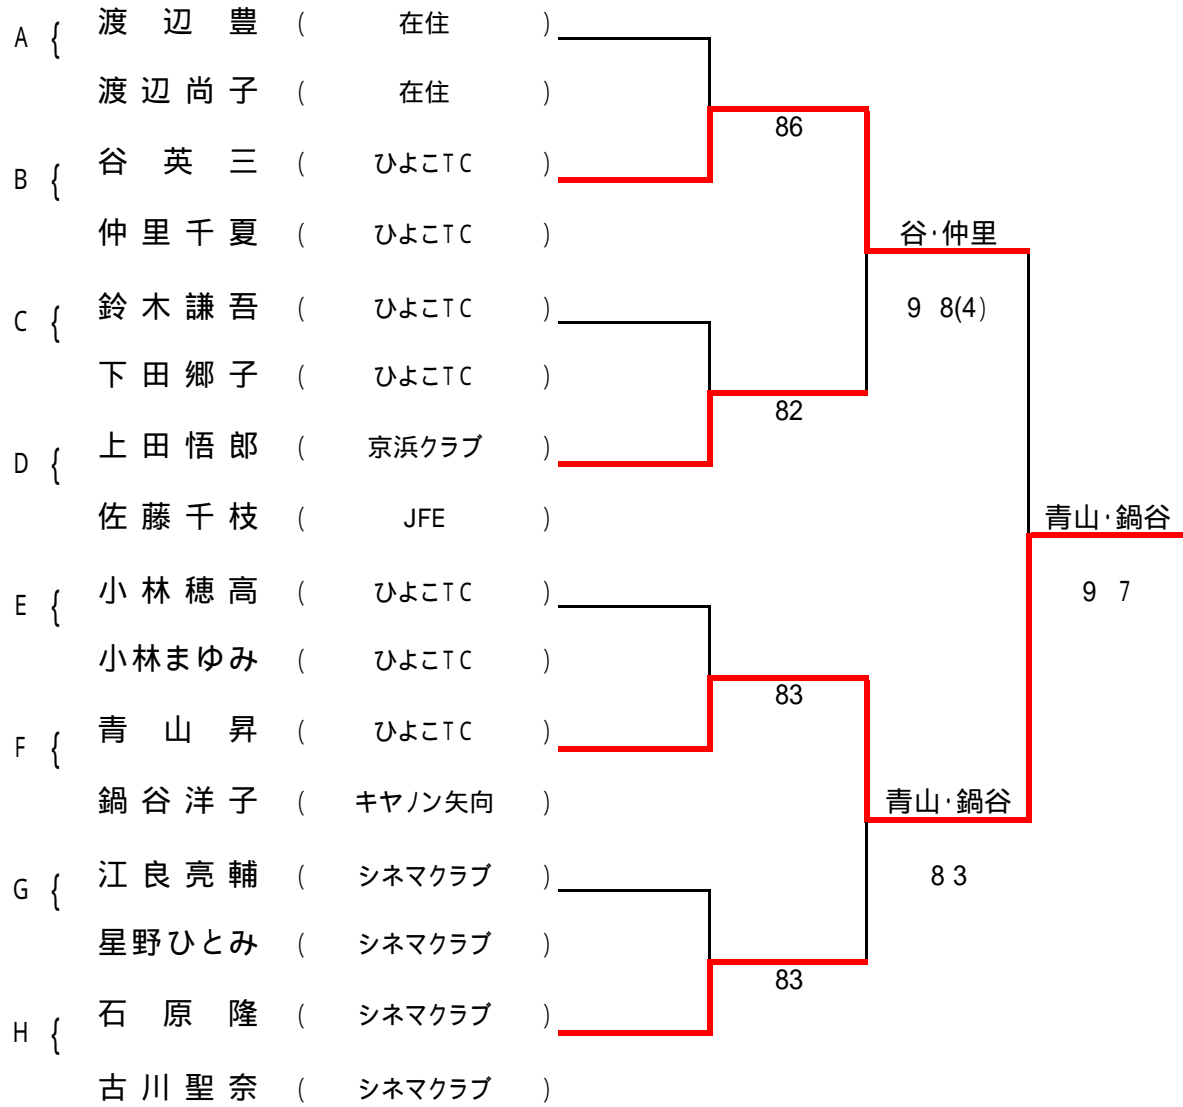 A { 渡辺豊 ( 在住 )
渡辺尚子 ( 在住 )
86
B { 谷英三 ( ひよこTC )
仲里千夏 ( ひよこTC )
谷・仲里
C { 鈴木謙吾 ( ひよこTC )
9 8(4)
下田郷子 ( ひよこTC )
82
D { 上田悟郎 ( 京浜クラブ )
佐藤千枝 ( JFE )
青山・鍋谷
E { 小林穂高 ( ひよこTC )
9 7
小林まゆみ ( ひよこTC )
83
F { 青山昇 ( ひよこTC )
鍋谷洋子 ( キヤノン矢向 )
青山・鍋谷
G { 江良亮輔 ( シネマクラブ )
8 3
星野ひとみ ( シネマクラブ )
83
H { 石原隆 ( シネマクラブ )
古川聖奈 ( シネマクラブ )